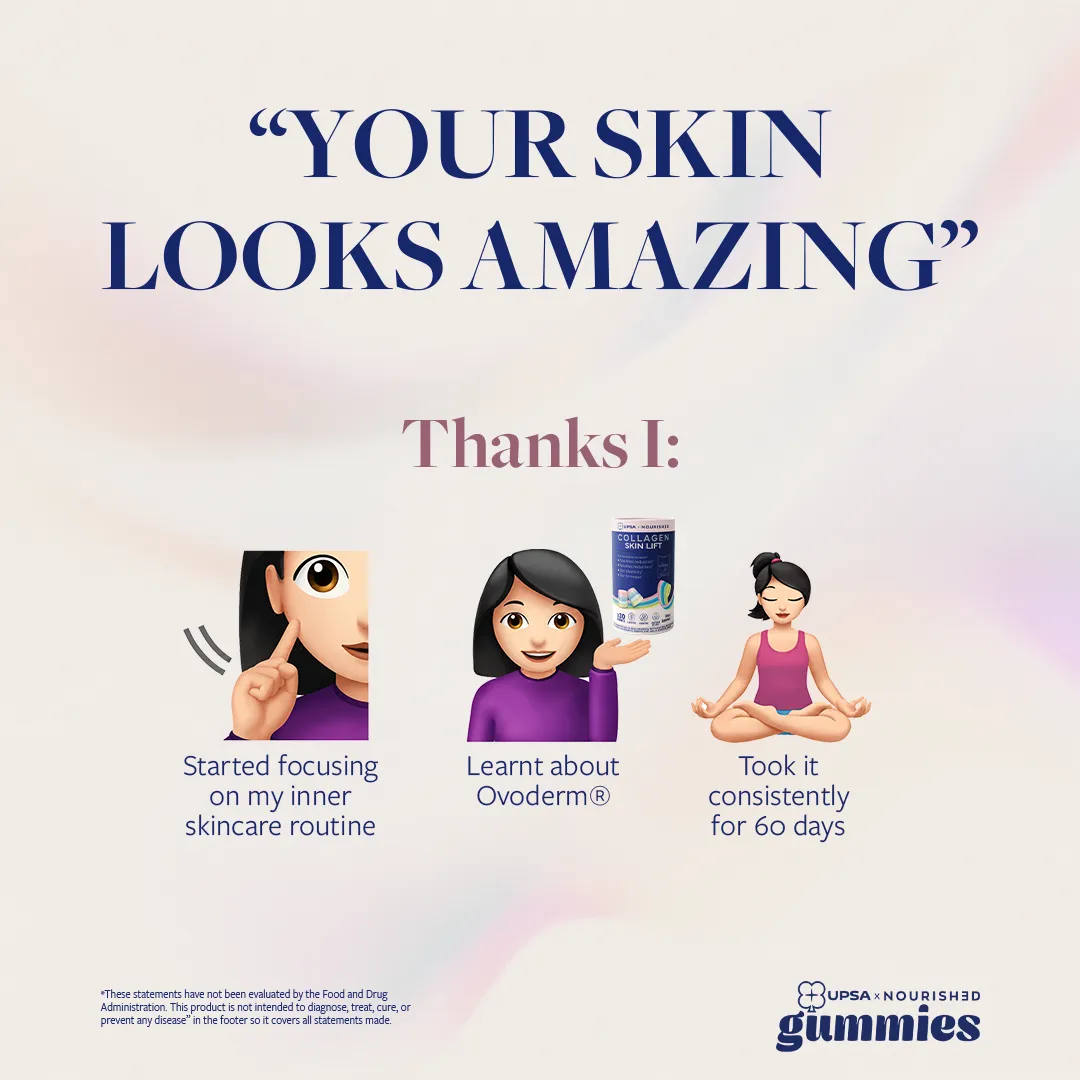 “YOUR SKIN
LOOKS AMAZING”
Thanks I:
UPSA × NOURISHED
COLLAGEN
SKIN LIFT
Started focusing
on my inner
skincare routine
Learnt about
Ovoderm®
Took it
consistently
for 60 days
*These statements have not been evaluated by the Food and Drug
Administration. This product is not intended to diagnose, treat, cure, or
prevent any disease” in the footer so it covers all statements made.
UPSA × NOURISHED
gummies